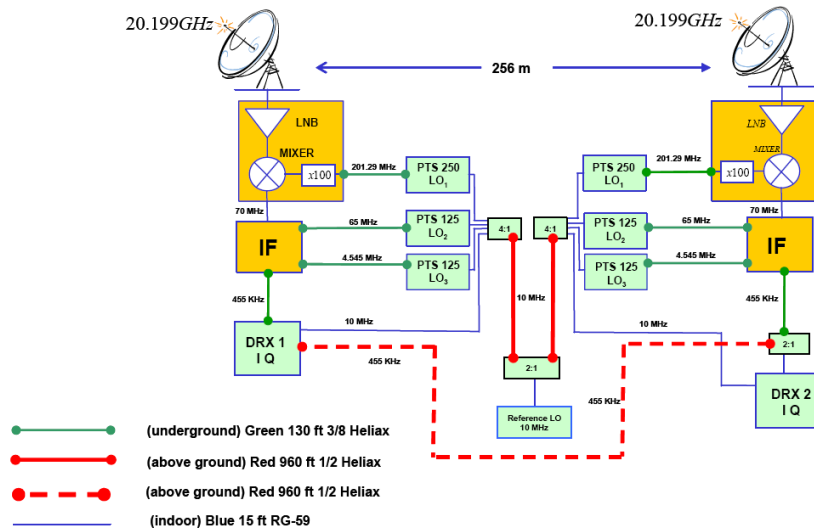 20.199GHz
20.199GHz
256 m
LNB
MIXER
x100
201.29 MHz
PTS 250
LO1
70 MHz
IF
65 MHz
PTS 125
LO2
4.545 MHz
PTS 125
LO3
4:1
455 KHz
10 MHz
DRX 1
I Q
455 KHz
4:1
10 MHz
2:1
Reference LO
10 MHz
PTS 250
LO1
201.29 MHz
LNB
MIXER
x100
70 MHz
PTS 125
LO2
65 MHz
IF
PTS 125
LO3
4.545 MHz
455 KHz
10 MHz
2:1
455 KHz
DRX 2
I Q
(underground) Green 130 ft 3/8 Heliax
(above ground) Red 960 ft 1/2 Heliax
(above ground) Red 960 ft 1/2 Heliax
(indoor) Blue 15 ft RG-59